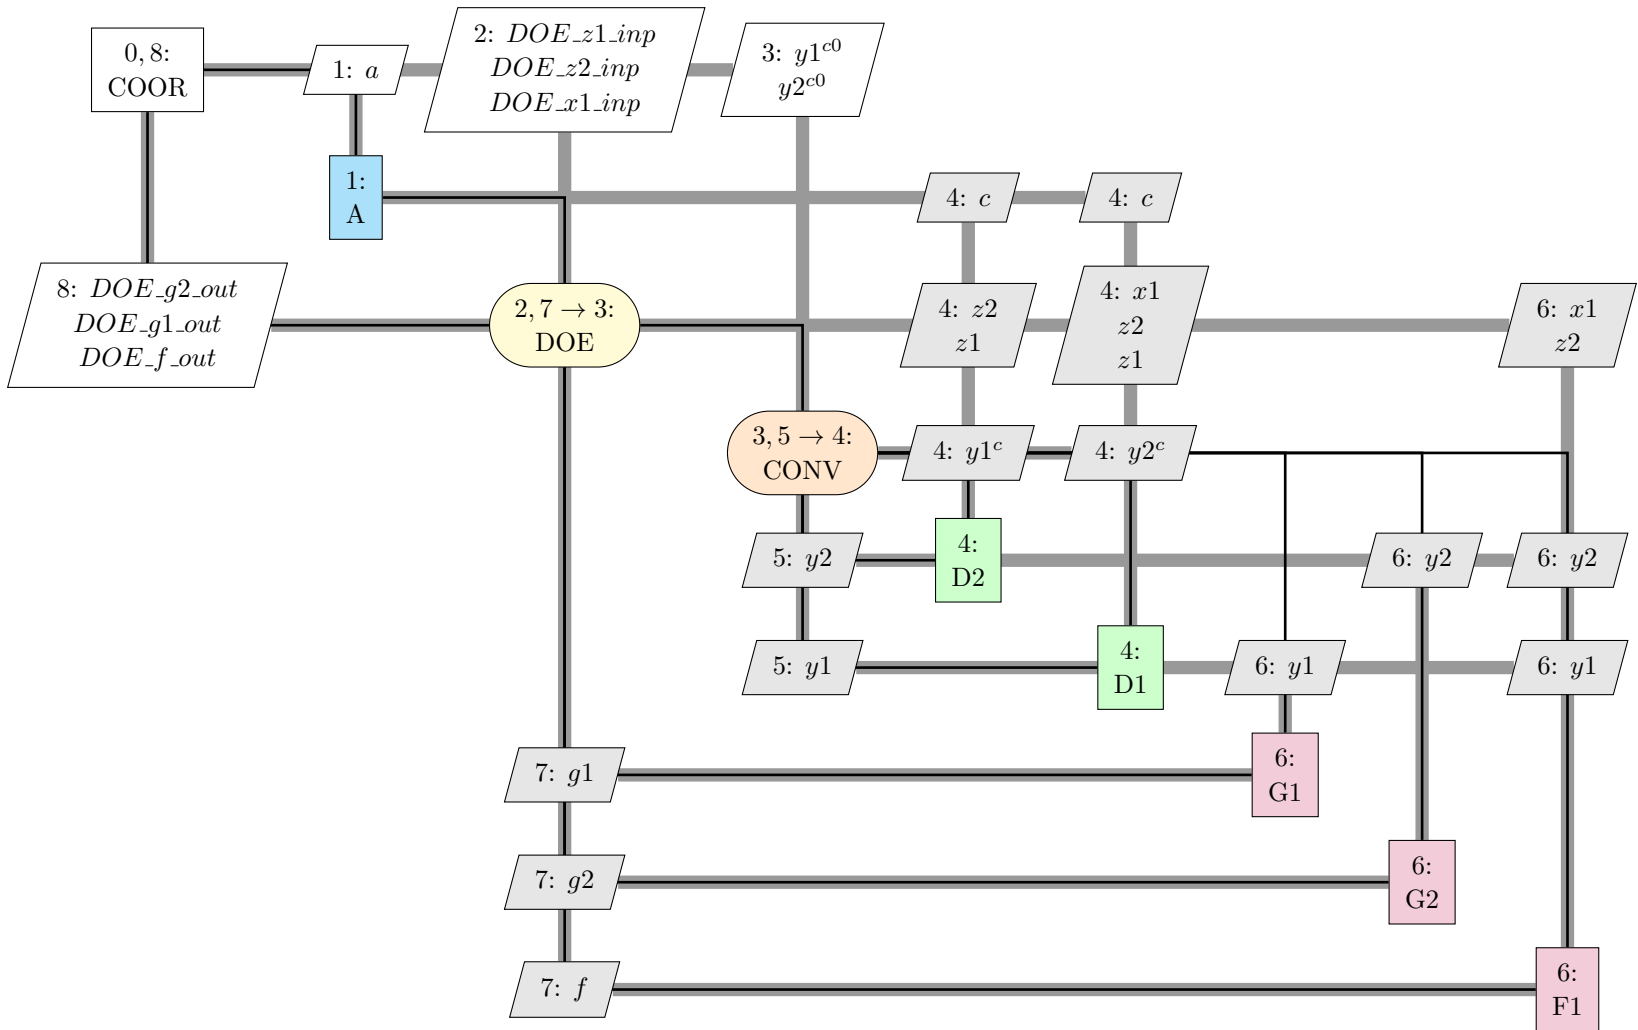 0, 8:
COOR
1: a
2: DOE_z1_inp
DOE_z2_inp
DOE_x1_inp
3: y1^{c0}
y2^{c0}
1:
A
4: c
4: c
8: DOE_g2_out
DOE_g1_out
DOE_f_out
2, 7 → 3:
DOE
4: z2
z1
4: x1
z2
z1
6: x1
z2
3, 5 → 4:
CONV
4: y1^c
4: y2^c
5: y2
4:
D2
6: y2
6: y2
5: y1
4:
D1
6: y1
6: y1
7: g1
6:
G1
7: g2
6:
G2
7: f
6:
F1